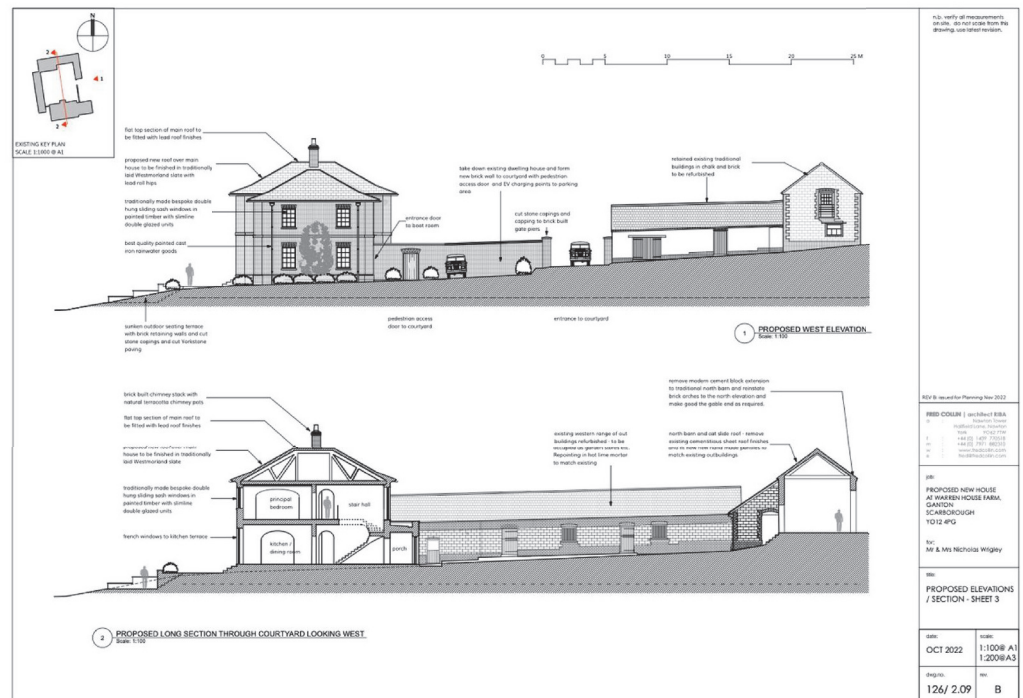 N
2
1
2
EXISTING KEY PLAN
SCALE 1:1000 @ A1
0 5 10 15 20 25 M
flat top section of main roof to
be fitted with lead roof finishes
proposed new roof over main
house to be finished in traditionally
laid Westmorland slate with
lead roll hips
traditionally made bespoke double
hung sliding sash windows in
painted timber with slimline
double glazed units
best quality painted cast
iron rainwater goods
sunken outdoor seating terrace
with brick retaining walls and cut
stone copings and cut Yorkstone
paving
entrance door
to boot room
take down existing dwelling house and form
new brick wall to courtyard with pedestrian
access door and EV charging points to parking
area
cut stone copings and
capping to brick built
gate piers
retained existing traditional
buildings in chalk and brick
to be refurbished
pedestrian access
door to courtyard
entrance to courtyard
1 PROPOSED WEST ELEVATION
Scale: 1:100
brick built chimney stack with
natural terracotta chimney pots
flat top section of main roof to
be fitted with lead roof finishes
house to be finished in traditionally
laid Westmorland slate
traditionally made bespoke double
hung sliding sash windows in
painted timber with slimline
double glazed units
french windows to kitchen terrace
principal
bedroom
stair hall
kitchen /
dining room
porch
existing western range of out
buildings refurbished - to be
Repointing in hot lime mortar
to match existing
remove modern cement block extension
to traditional north barn and reinstate
brick arches to the north elevation and
make good the gable end as required.
north barn and cat slide roof - remove
existing cementitious sheet roof finishes
match existing outbuildings
2 PROPOSED LONG SECTION THROUGH COURTYARD LOOKING WEST
Scale: 1:100
n.b. verify all measurements
on site. do not scale from this
drawing. use latest revision.
REV B: issued for Planning Nov 2022
FRED COLLIN | architect RIBA
job:
PROPOSED NEW HOUSE
AT WARREN HOUSE FARM,
GANTON
SCARBOROUGH
YO12 4PG
for:
Mr & Mrs Nicholas Wrigley
title:
PROPOSED ELEVATIONS
/ SECTION - SHEET 3
date:
OCT 2022
scale:
1:100@ A1
1:200@A3
dwg.no.
126/ 2.09
rev.
B